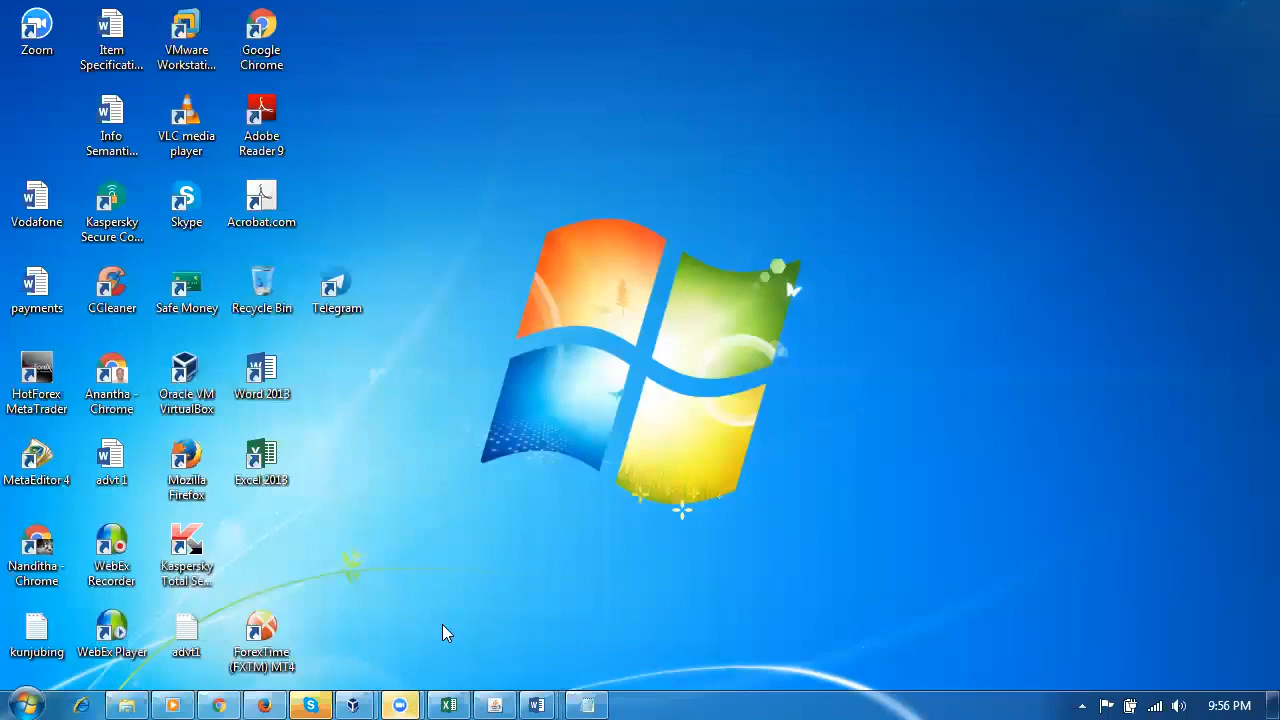 Zoom
Item
Specificati...
VMware
Workstati...
Google
Chrome
Info
Semanti...
VLC media
player
Adobe
Reader 9
Vodafone
Kaspersky
Secure Co...
Skype
Acrobat.com
payments
CCleaner
Safe Money
Recycle Bin
Telegram
HotForex
MetaTrader
Anantha -
Chrome
Oracle VM
VirtualBox
Word 2013
MetaEditor 4
advt 1
Mozilla
Firefox
Excel 2013
Nanditha -
Chrome
WebEx
Recorder
Kaspersky
Total Se...
kunjubing
WebEx Player
advt1
ForexTime
(FXTM) MT4
9:56 PM